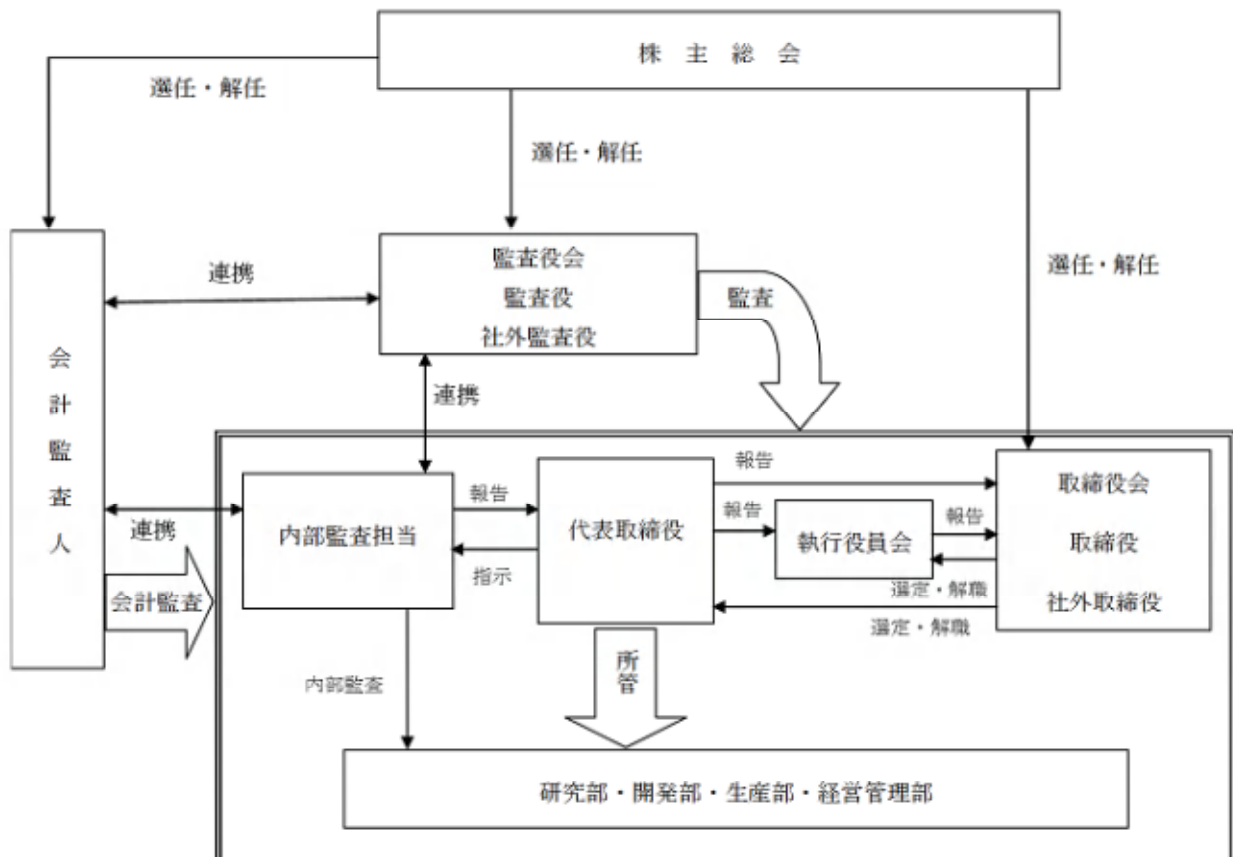 株主総会
選任・解任
選任・解任
選任・解任
監査役会
監査役
社外監査役
連携
監査
会計監査人
連携
内部監査担当
報告
指示
代表取締役
報告
報告
執行役員会
報告
選定・解職
選定・解職
取締役会
取締役
社外取締役
連携
会計監査
内部監査
所管
研究部・開発部・生産部・経営管理部